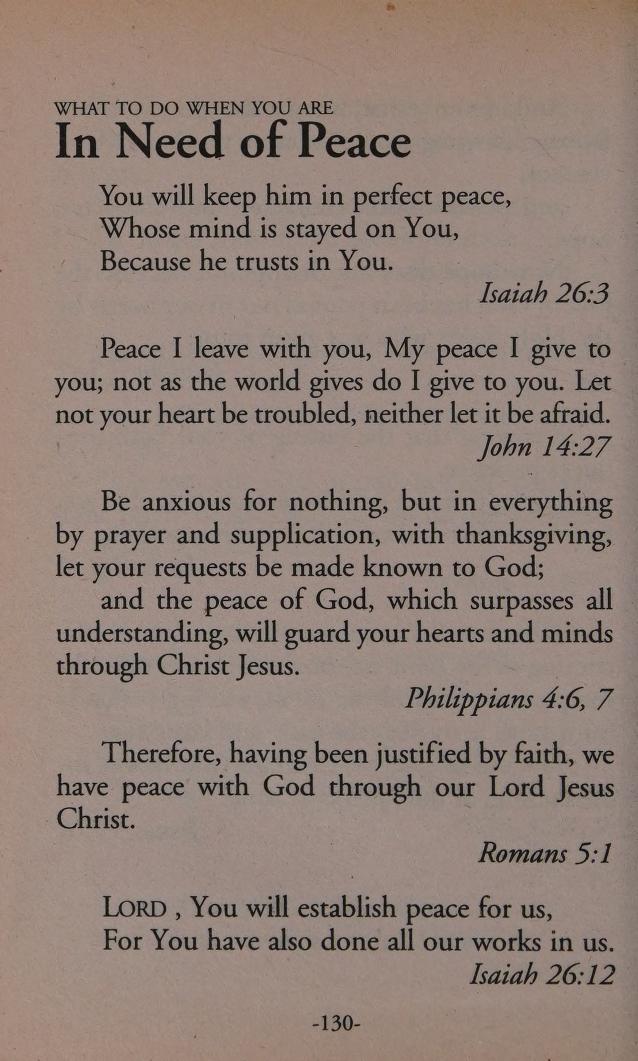 WHAT TO DO WHEN YOU ARE
In Need of Peace
You will keep him in perfect peace,
Whose mind is stayed on You,
Because he trusts in You.
Isaiah 26:3
Peace I leave with you, My peace I give to
you; not as the world gives do I give to you. Let
not your heart be troubled, neither let it be afraid.
John 14:27
Be anxious for nothing, but in everything
by prayer and supplication, with thanksgiving,
let your requests be made known to God;
and the peace of God, which surpasses all
understanding, will guard your hearts and minds
through Christ Jesus.
Philippians 4:6, 7
Therefore, having been justified by faith, we
have peace with God through our Lord Jesus
Christ.
Romans 5:1
LORD , You will establish peace for us,
For You have also done all our works in us.
Isaiah 26:12
-130-